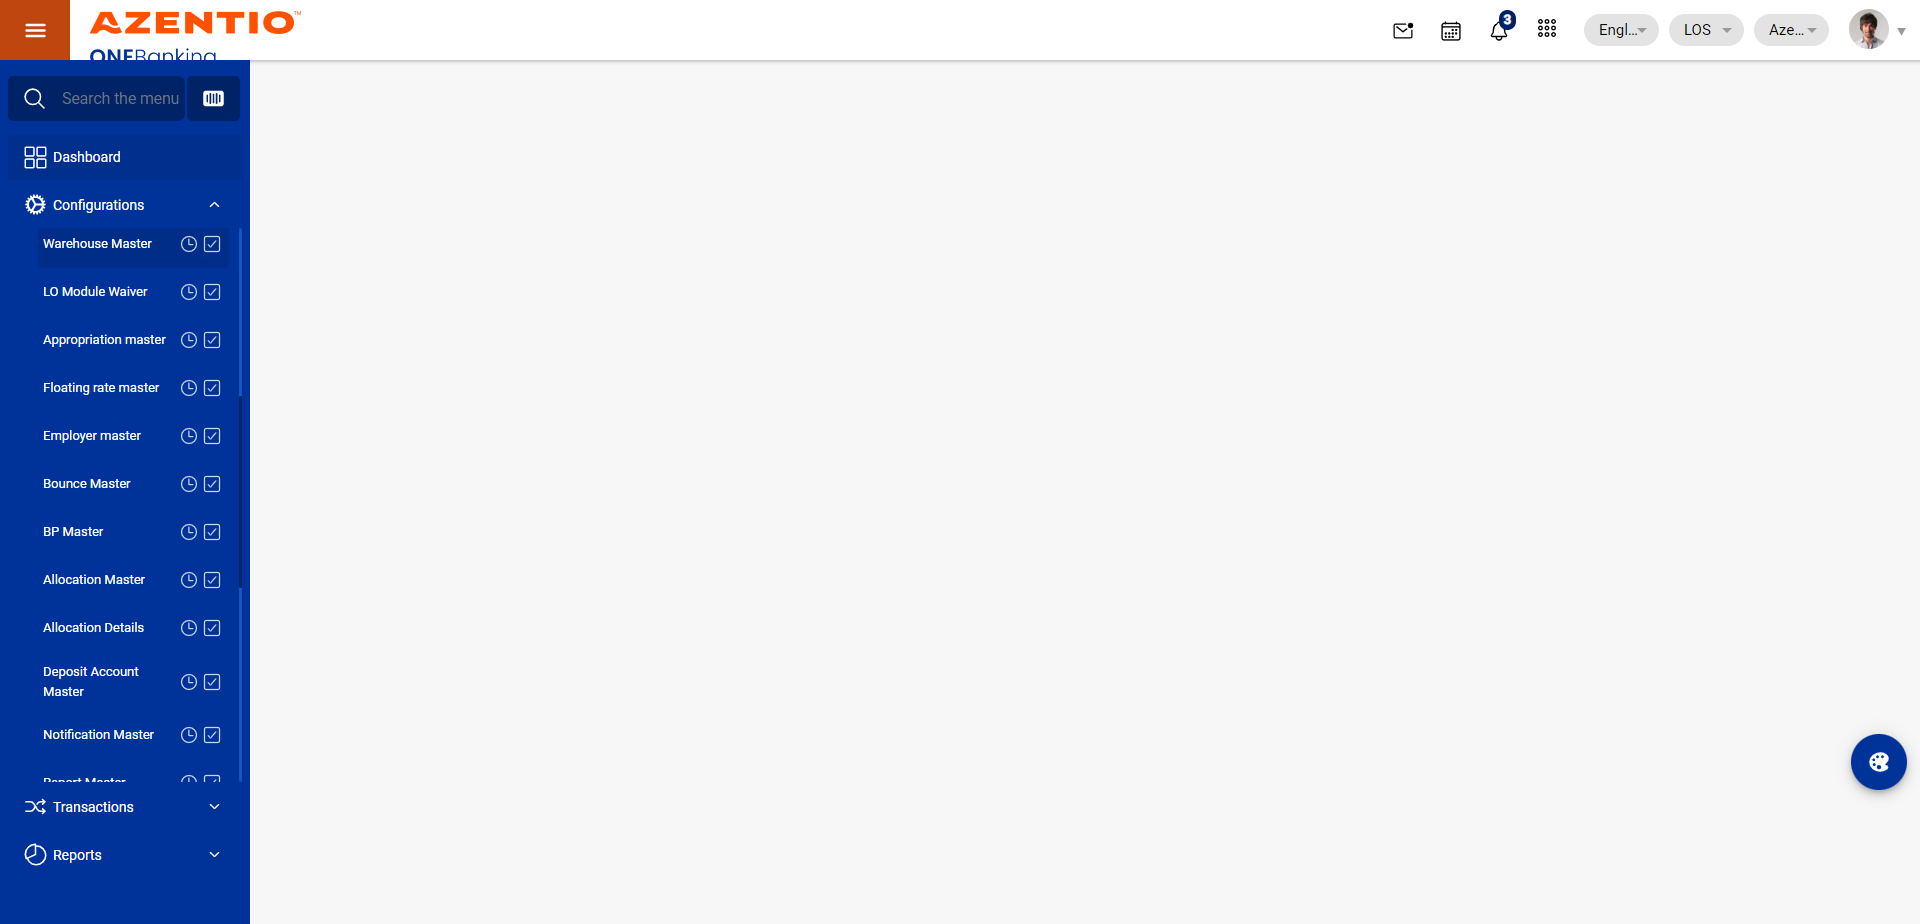 AZENTIO™
ONEBanking
3
Engl...
LOS
Aze...
Search the menu
Dashboard
Configurations
Warehouse Master
LO Module Waiver
Appropriation master
Floating rate master
Employer master
Bounce Master
BP Master
Allocation Master
Allocation Details
Deposit Account
Master
Notification Master
Report Master
Transactions
Reports